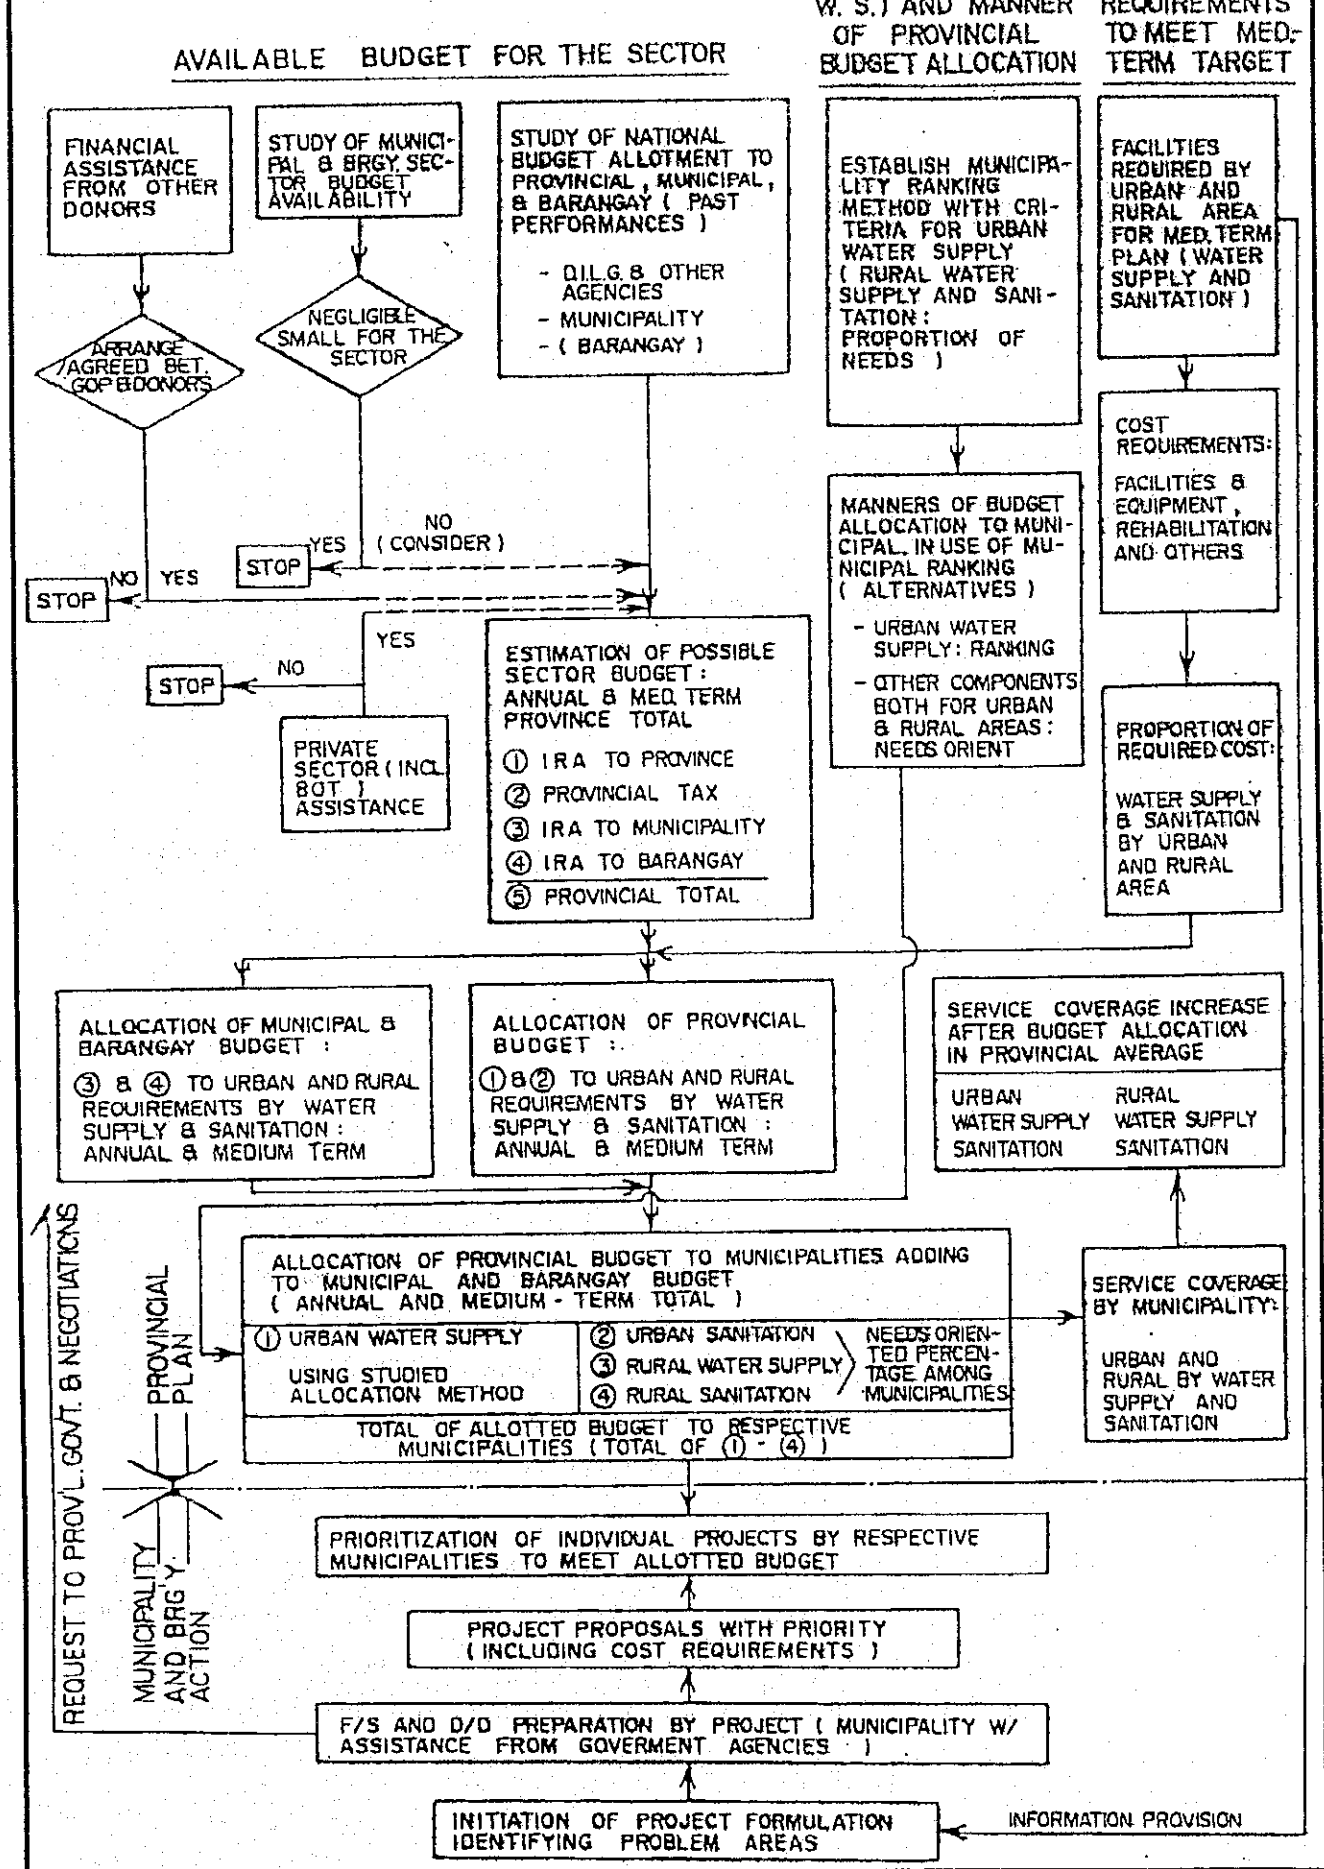 W. S.) AND MANNER
OF PROVINCIAL
BUDGET ALLOCATION
REQUIREMENTS
TO MEET MED.-
TERM TARGET
AVAILABLE BUDGET FOR THE SECTOR
FINANCIAL
ASSISTANCE
FROM OTHER
DONORS
STUDY OF MUNICI-
PAL & BRGY. SEC-
TOR BUDGET
AVAILABILITY
STUDY OF NATIONAL
BUDGET ALLOTMENT TO
PROVINCIAL, MUNICIPAL,
& BARANGAY ( PAST
PERFORMANCES )
- D.I.L.G. & OTHER
AGENCIES
- MUNICIPALITY
- ( BARANGAY )
ESTABLISH MUNICIPA-
LITY RANKING
METHOD WITH CRI-
TERIA FOR URBAN
WATER SUPPLY
( RURAL WATER
SUPPLY AND SANI-
TATION :
PROPORTION OF
NEEDS )
FACILITIES
REQUIRED BY
URBAN AND
RURAL AREA
FOR MED. TERM
PLAN ( WATER
SUPPLY AND
SANITATION )
ARRANGE
/AGREED BET.
GOP & DONORS
NEGLIGIBLE
SMALL FOR THE
SECTOR
COST
REQUIREMENTS:
FACILITIES &
EQUIPMENT,
REHABILITATION
AND OTHERS
MANNERS OF BUDGET
ALLOCATION TO MUNI-
CIPAL. IN USE OF MU-
NICIPAL RANKING
( ALTERNATIVES )
- URBAN WATER
SUPPLY: RANKING
- OTHER COMPONENTS
BOTH FOR URBAN
& RURAL AREAS :
NEEDS ORIENT
NO
YES ( CONSIDER )
STOP
NO YES
STOP
YES
NO
STOP
PRIVATE
SECTOR ( INCL
BOT )
ASSISTANCE
ESTIMATION OF POSSIBLE
SECTOR BUDGET :
ANNUAL & MED. TERM
PROVINCE TOTAL
① IRA TO PROVINCE
② PROVINCIAL TAX
③ IRA TO MUNICIPALITY
④ IRA TO BARANGAY
⑤ PROVINCIAL TOTAL
PROPORTION OF
REQUIRED COST:
WATER SUPPLY
& SANITATION
BY URBAN
AND RURAL
AREA
ALLOCATION OF MUNICIPAL &
BARANGAY BUDGET :
③ & ④ TO URBAN AND RURAL
REQUIREMENTS BY WATER
SUPPLY & SANITATION :
ANNUAL & MEDIUM TERM
ALLOCATION OF PROVINCIAL
BUDGET :
① & ② TO URBAN AND RURAL
REQUIREMENTS BY WATER
SUPPLY & SANITATION :
ANNUAL & MEDIUM TERM
SERVICE COVERAGE INCREASE
AFTER BUDGET ALLOCATION
IN PROVINCIAL AVERAGE
URBAN RURAL
WATER SUPPLY WATER SUPPLY
SANITATION SANITATION
REQUEST TO PROV'L. GOVT. & NEGOTIATIONS
PROVINCIAL
PLAN
MUNICIPALITY
AND BRG'Y.
ACTION
ALLOCATION OF PROVINCIAL BUDGET TO MUNICIPALITIES ADDING
TO MUNICIPAL AND BARANGAY BUDGET
( ANNUAL AND MEDIUM - TERM TOTAL )
① URBAN WATER SUPPLY
USING STUDIED
ALLOCATION METHOD
② URBAN SANITATION
③ RURAL WATER SUPPLY
④ RURAL SANITATION
NEEDS ORIEN-
TED PERCEN-
TAGE AMONG
MUNICIPALITIES
TOTAL OF ALLOTTED BUDGET TO RESPECTIVE
MUNICIPALITIES ( TOTAL OF ① - ④ )
SERVICE COVERAGE
BY MUNICIPALITY:
URBAN AND
RURAL BY WATER
SUPPLY AND
SANITATION
PRIORITIZATION OF INDIVIDUAL PROJECTS BY RESPECTIVE
MUNICIPALITIES TO MEET ALLOTTED BUDGET
PROJECT PROPOSALS WITH PRIORITY
( INCLUDING COST REQUIREMENTS )
F/S AND D/D PREPARATION BY PROJECT ( MUNICIPALITY W/
ASSISTANCE FROM GOVERMENT AGENCIES )
INITIATION OF PROJECT FORMULATION
IDENTIFYING PROBLEM AREAS
INFORMATION PROVISION